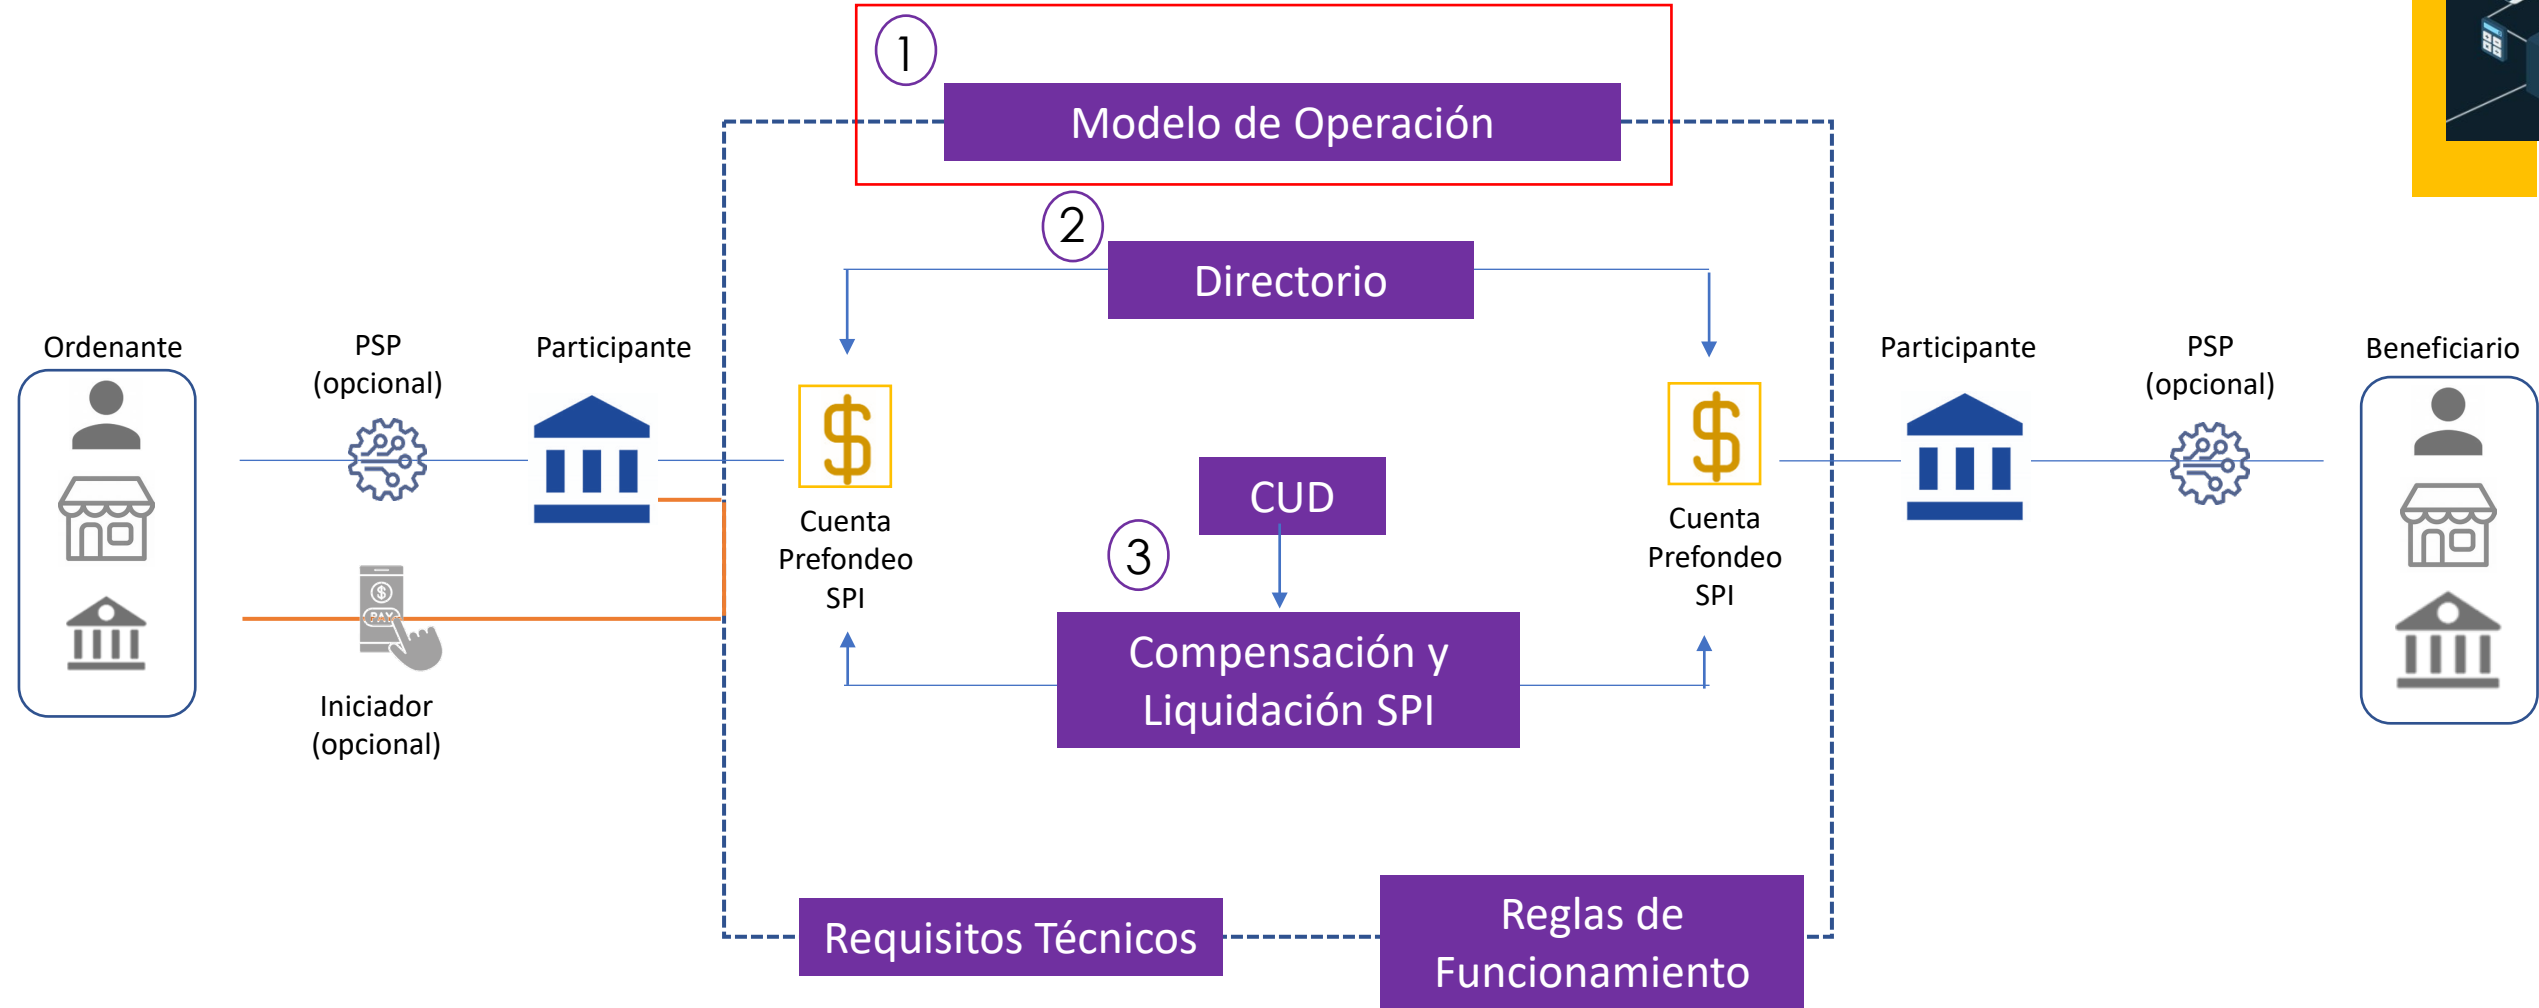 1
Modelo de Operación
2
Directorio
Ordenante
PSP
(opcional)
Participante
Participante
PSP
(opcional)
Beneficiario
CUD
Cuenta
Prefondeo
SPI
3
Cuenta
Prefondeo
SPI
PAY
Compensación y
Liquidación SPI
Iniciador
(opcional)
Requisitos Técnicos
Reglas de
Funcionamiento